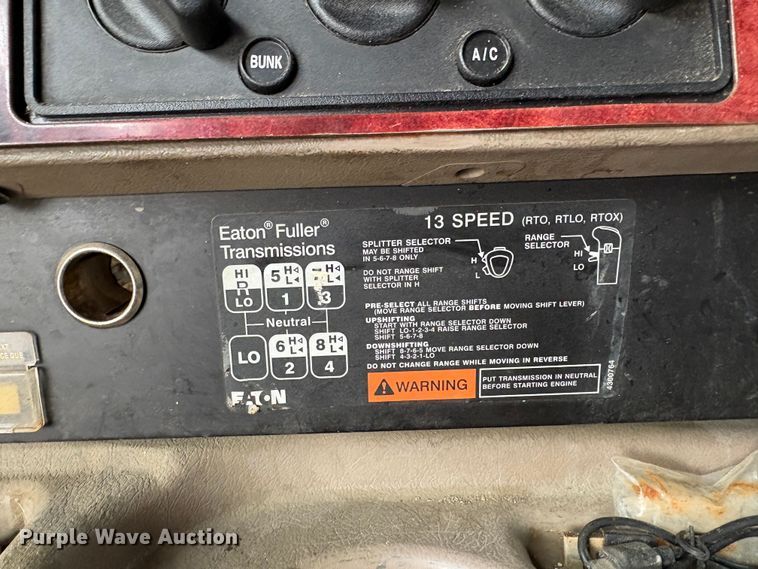 BUNK
A/C
Eaton® Fuller®
Transmissions
13 SPEED (RTO, RTLO, RTOX)
SPLITTER SELECTOR
MAY BE SHIFTED
IN 5-6-7-8 ONLY
H
L
RANGE
SELECTOR
HI
LO
DO NOT RANGE SHIFT
WITH SPLITTER
SELECTOR IN H
HI
R
LO
5 H
L
1
7 H
L
3
Neutral
LO
6 H
L
2
8 H
L
4
PRE-SELECT ALL RANGE SHIFTS
(MOVE RANGE SELECTOR BEFORE MOVING SHIFT LEVER)
UPSHIFTING
START WITH RANGE SELECTOR DOWN
SHIFT LO-1-2-3-4 RAISE RANGE SELECTOR
SHIFT 5-6-7-8
DOWNSHIFTING
SHIFT 8-7-6-5 MOVE RANGE SELECTOR DOWN
SHIFT 4-3-2-1-LO
DO NOT CHANGE RANGE WHILE MOVING IN REVERSE
WARNING
PUT TRANSMISSION IN NEUTRAL
BEFORE STARTING ENGINE
4300764
EATON
Purple Wave Auction